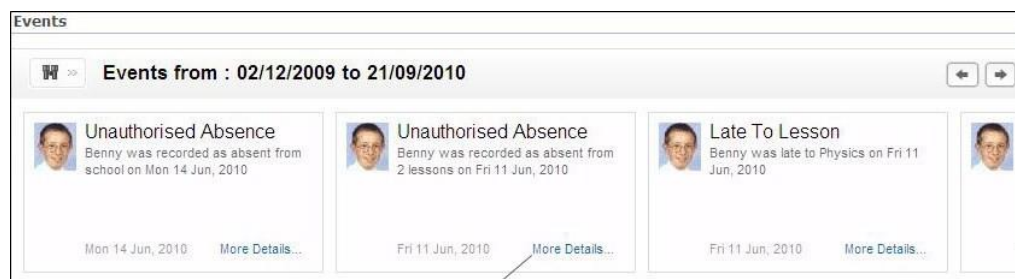 Events
Events from : 02/12/2009 to 21/09/2010
Unauthorised Absence
Benny was recorded as absent from
school on Mon 14 Jun, 2010
Mon 14 Jun, 2010 More Details...
Unauthorised Absence
Benny was recorded as absent from
2 lessons on Fri 11 Jun, 2010
Fri 11 Jun, 2010 More Details...
Late To Lesson
Benny was late to Physics on Fri 11
Jun, 2010
Fri 11 Jun, 2010 More Details...